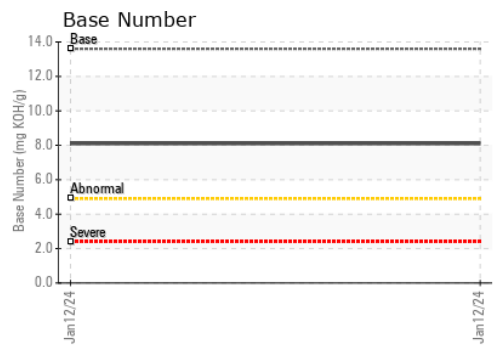 Base Number
Base Number (mg KOH/g)
14.0
12.0
10.0
8.0
6.0
4.0
2.0
0.0
Base
Abnormal
Severe
Jan12/24
Jan12/24